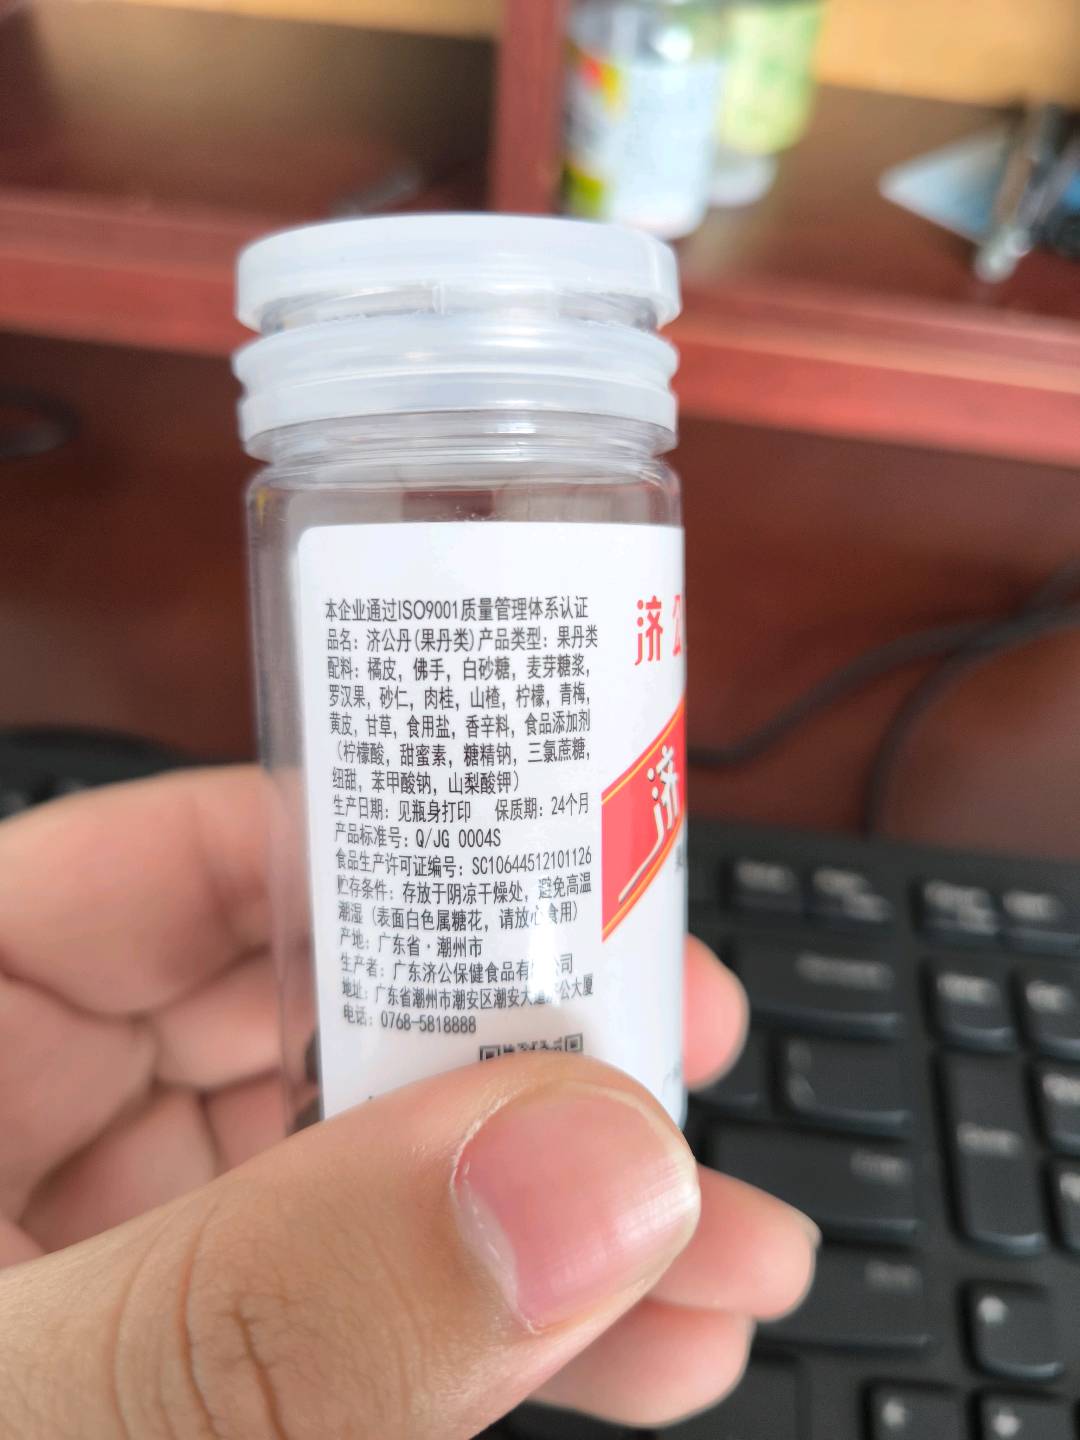 本企业通过ISO9001质量管理体系认证
品名：济公丹(果丹类)产品类型：果丹类
配料：橘皮，佛手，白砂糖，麦芽糖浆，
罗汉果，砂仁，肉桂，山楂，柠檬，青梅，
黄皮，甘草，食用盐，香辛料，食品添加剂
（柠檬酸，甜蜜素，糖精钠，三氯蔗糖，
纽甜，苯甲酸钠，山梨酸钾）
生产日期：见瓶身打印 保质期：24个月
产品标准号：Q/JG 0004S
食品生产许可证编号：SC10644512101126
贮存条件：存放于阴凉干燥处，避免高温
潮湿（表面白色属糖花，请放心食用）
产地：广东省·潮州市
生产者：广东济公保健食品有 公司
地址：广东省潮州市潮安区潮安大道济公大厦
电话：0768-5818888
济公
济